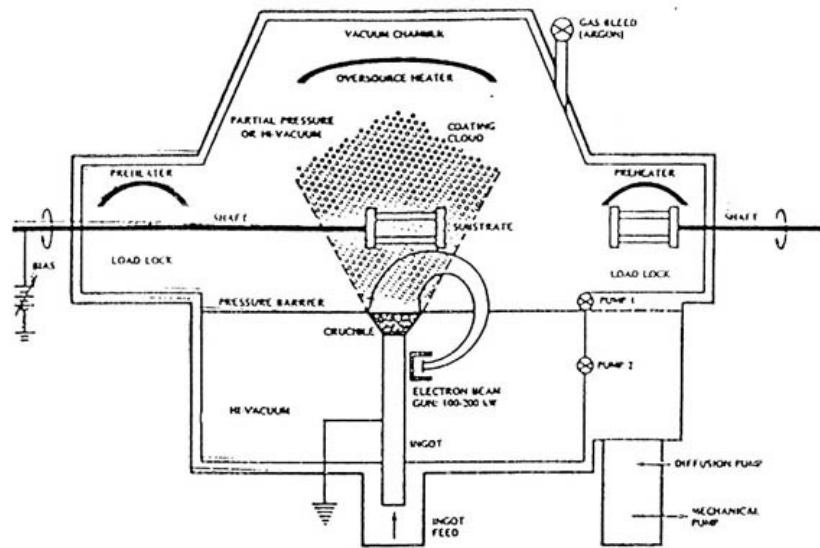 VACUUM CHAMBER
GAS BLEED
(ARGON)
OVERSOURCE HEATER
PARTIAL PRESSURE
OR HI-VACUUM
COATING
CLOUD
PREHEATER
PREHEATER
SHAFT
SUBSTRATE
SHAFT
BIAS
LOAD LOCK
LOAD LOCK
PRESSURE BARRIER
PUMP 1
CRUCIBLE
PUMP 2
ELECTRON BEAM
GUN: 100-200 kW
HI-VACUUM
INGOT
DIFFUSION PUMP
MECHANICAL
PUMP
INGOT
FEED